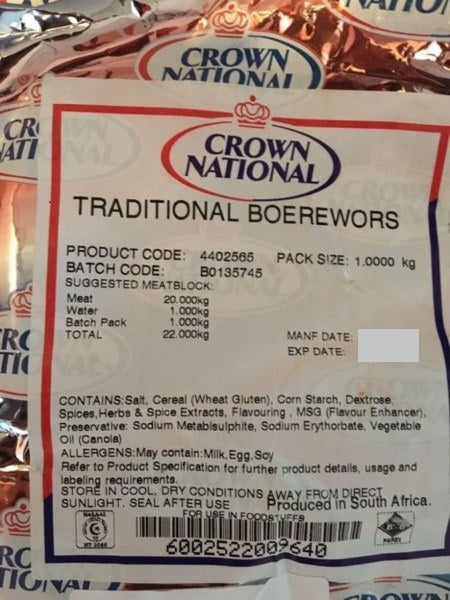 CROWN
NATIONAL
CROWN
NATIONAL
TRADITIONAL BOEREWORS
PRODUCT CODE: 4402565 PACK SIZE: 1.0000 kg
BATCH CODE: B0135745
SUGGESTED MEATBLOCK:
Meat 20.000kg
Water 1.000kg
Batch Pack 1.000kg
TOTAL 22.000kg
MANF DATE:
EXP DATE:
CONTAINS:Salt, Cereal (Wheat Gluten), Corn Starch, Dextrose,
Spices,Herbs & Spice Extracts, Flavouring , MSG (Flavour Enhancer),
Preservative: Sodium Metabisulphite, Sodium Erythorbate, Vegetable
Oil (Canola)
ALLERGENS:May contain:Milk,Egg,Soy
Refer to Product Specification for further product details, usage and
labeling requirements.
STORE IN COOL, DRY CONDITIONS AWAY FROM DIRECT
SUNLIGHT. SEAL AFTER USE Produced in South Africa.
FOR USE IN FOODSTUFFS
HALAAL
PAREV
6002522009640